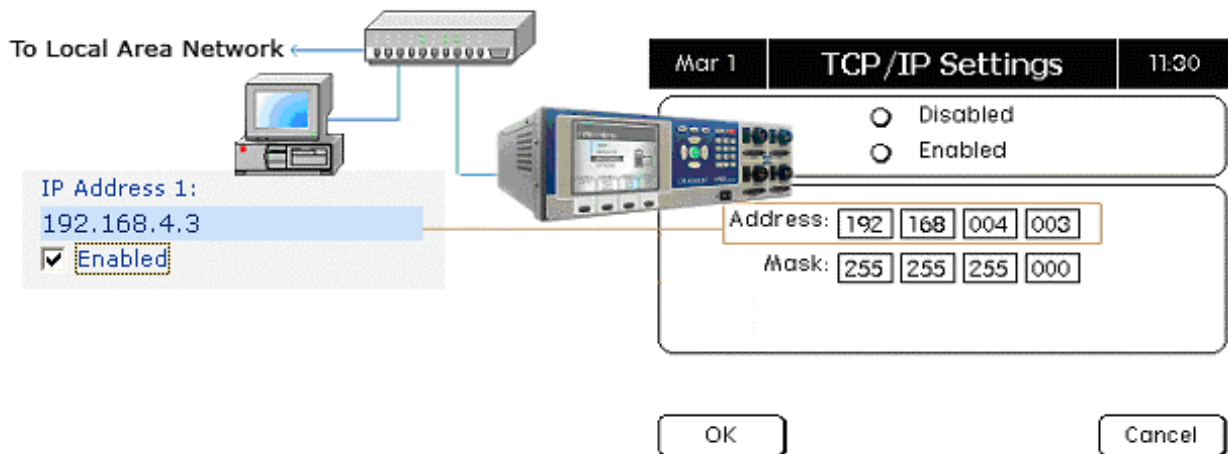 To Local Area Network
IP Address 1:
192.168.4.3
Enabled
Mar 1 TCP/IP Settings 11:30
Disabled
Enabled
Address: 192 168 004 003
Mask: 255 255 255 000
OK Cancel